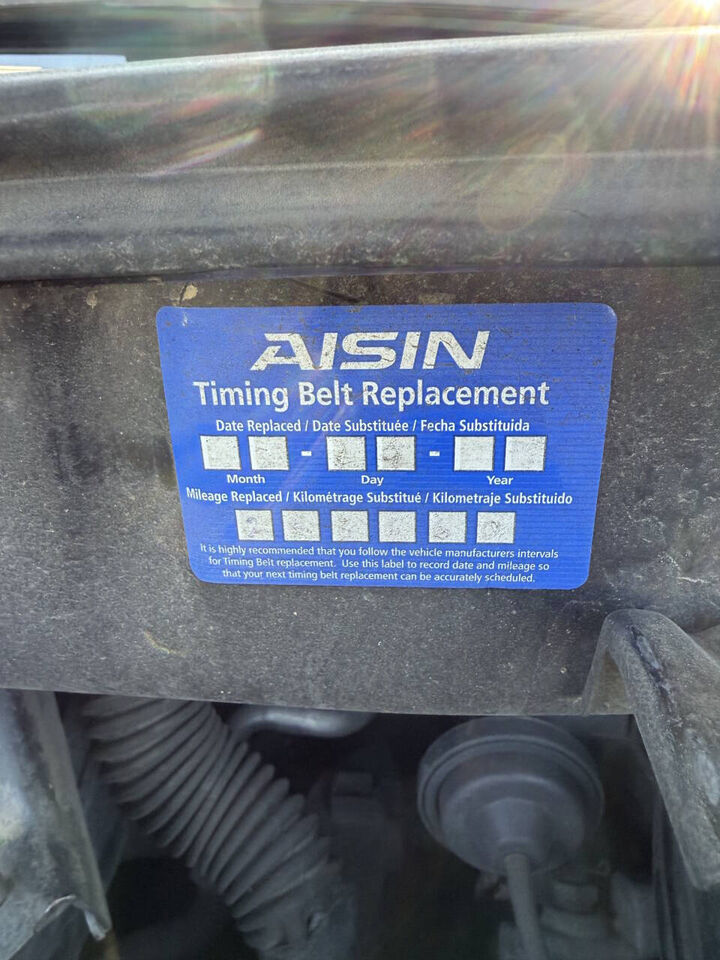 AISIN
Timing Belt Replacement
Date Replaced / Date Substituée / Fecha Substituida
- -
Month Day Year
Mileage Replaced / Kilométrage Substitué / Kilometraje Substituido
It is highly recommended that you follow the vehicle manufacturers intervals
for Timing Belt replacement. Use this label to record date and mileage so
that your next timing belt replacement can be accurately scheduled.